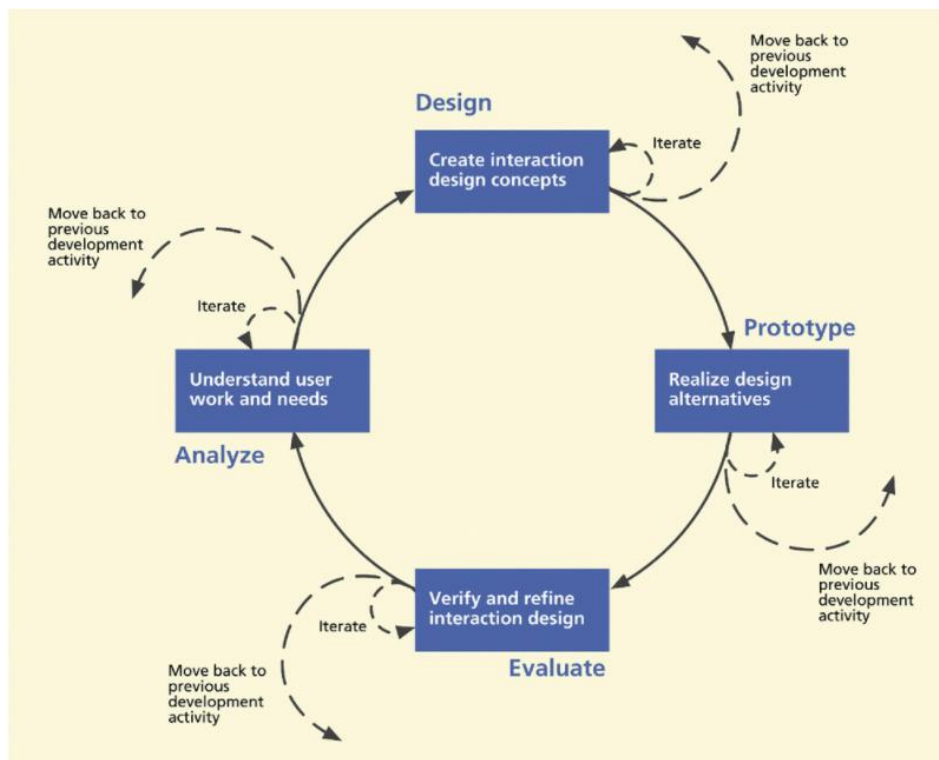 Move back to
previous
development
activity
Design
Create interaction
design concepts
Iterate
Move back to
previous
development
activity
Iterate
Prototype
Understand user
work and needs
Realize design
alternatives
Analyze
Iterate
Verify and refine
interaction design
Iterate
Move back to
previous
development
activity
Evaluate
Move back to
previous
development
activity